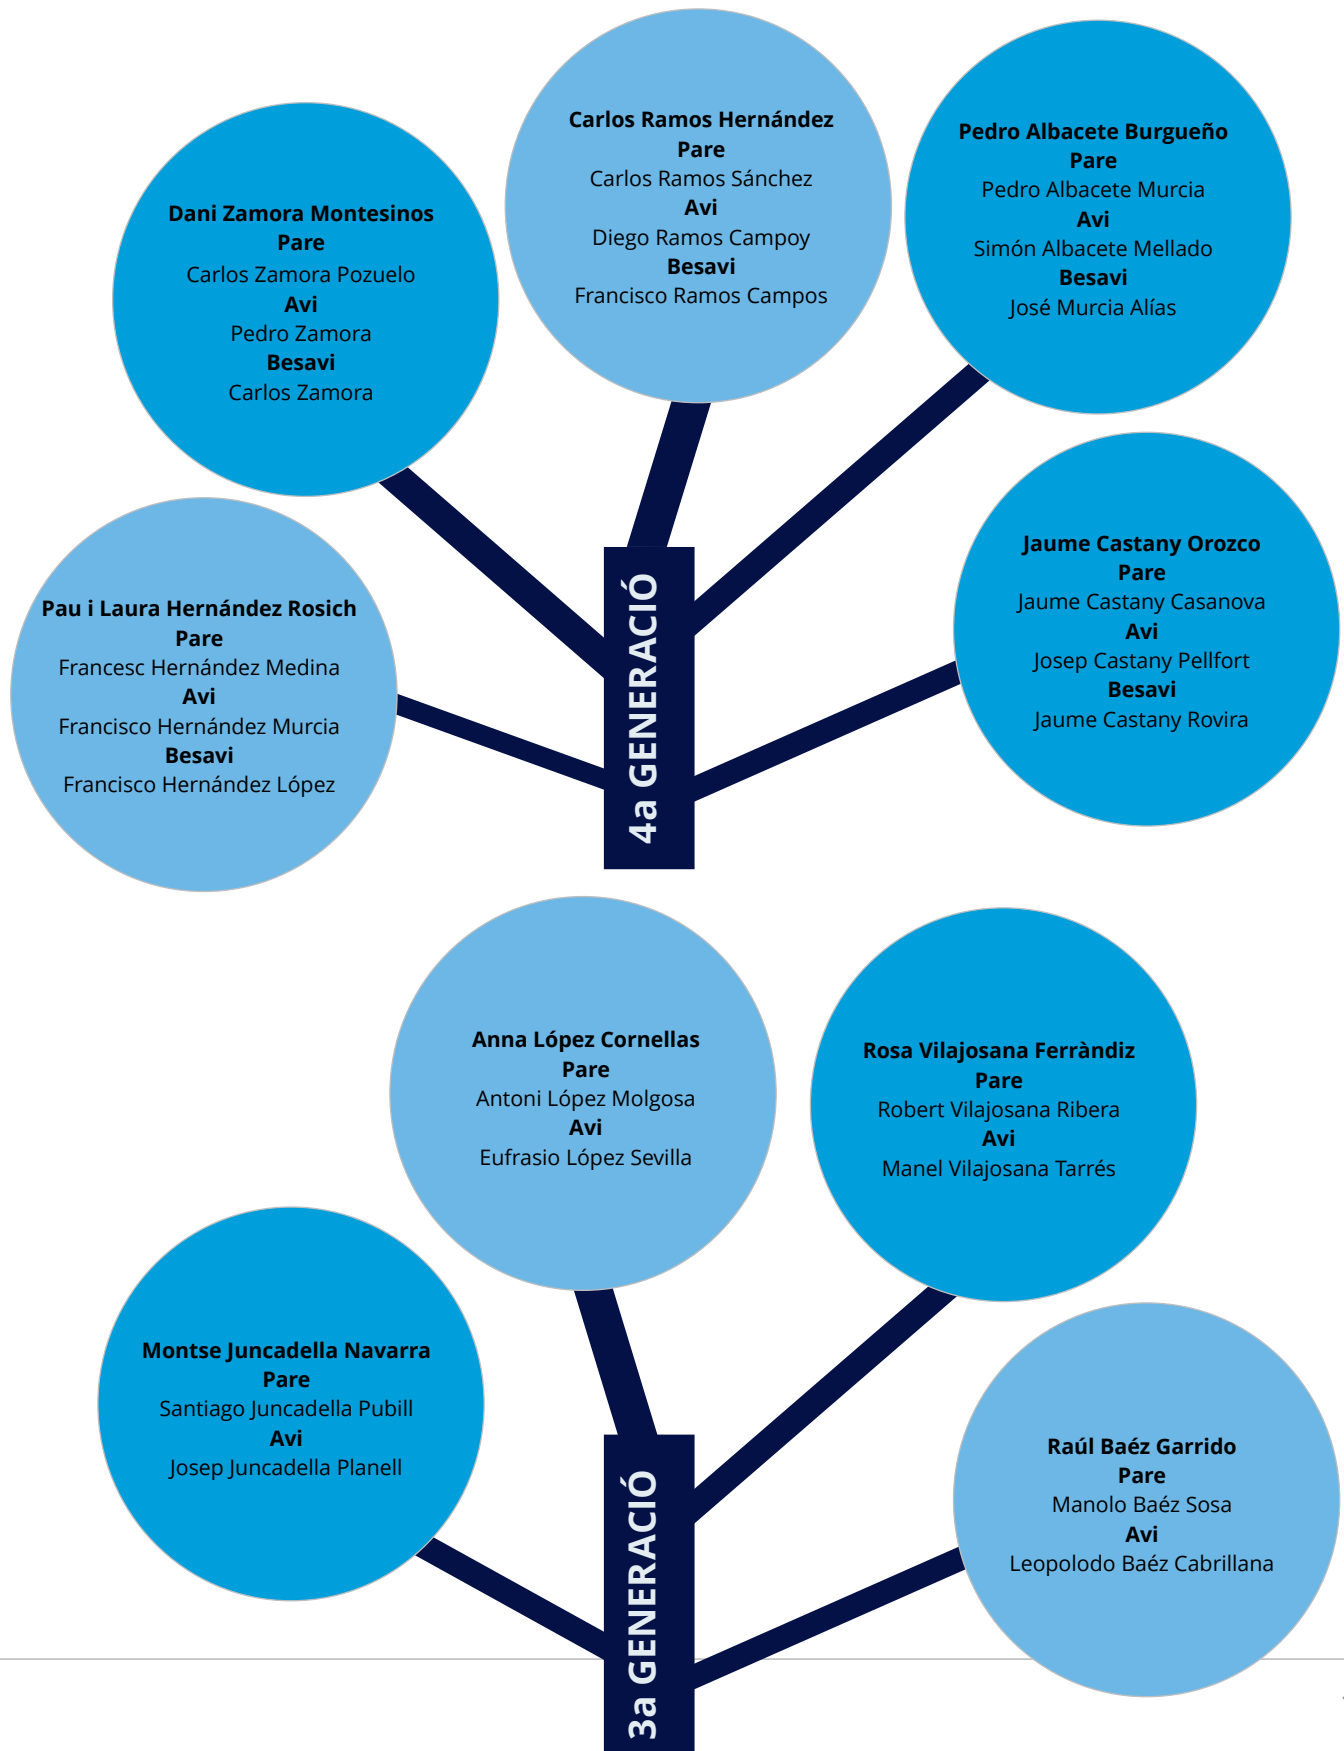 Carlos Ramos Hernández
Pare
Carlos Ramos Sánchez
Avi
Diego Ramos Campoy
Besavi
Francisco Ramos Campos
Pedro Albacete Burgueño
Pare
Pedro Albacete Murcia
Avi
Simón Albacete Mellado
Besavi
José Murcia Alías
Dani Zamora Montesinos
Pare
Carlos Zamora Pozuelo
Avi
Pedro Zamora
Besavi
Carlos Zamora
Jaume Castany Orozco
Pare
Jaume Castany Casanova
Avi
Josep Castany Pellfort
Besavi
Jaume Castany Rovira
Pau i Laura Hernández Rosich
Pare
Francesc Hernández Medina
Avi
Francisco Hernández Murcia
Besavi
Francisco Hernández López
4a GENERACIÓ
Anna López Cornellas
Pare
Antoni López Molgosa
Avi
Eufrasio López Sevilla
Rosa Vilajosana Ferràndiz
Pare
Robert Vilajosana Ribera
Avi
Manel Vilajosana Tarrés
Montse Juncadella Navarra
Pare
Santiago Juncadella Pubill
Avi
Josep Juncadella Planell
Raúl Baéz Garrido
Pare
Manolo Baéz Sosa
Avi
Leopolodo Baéz Cabrillana
3a GENERACIÓ